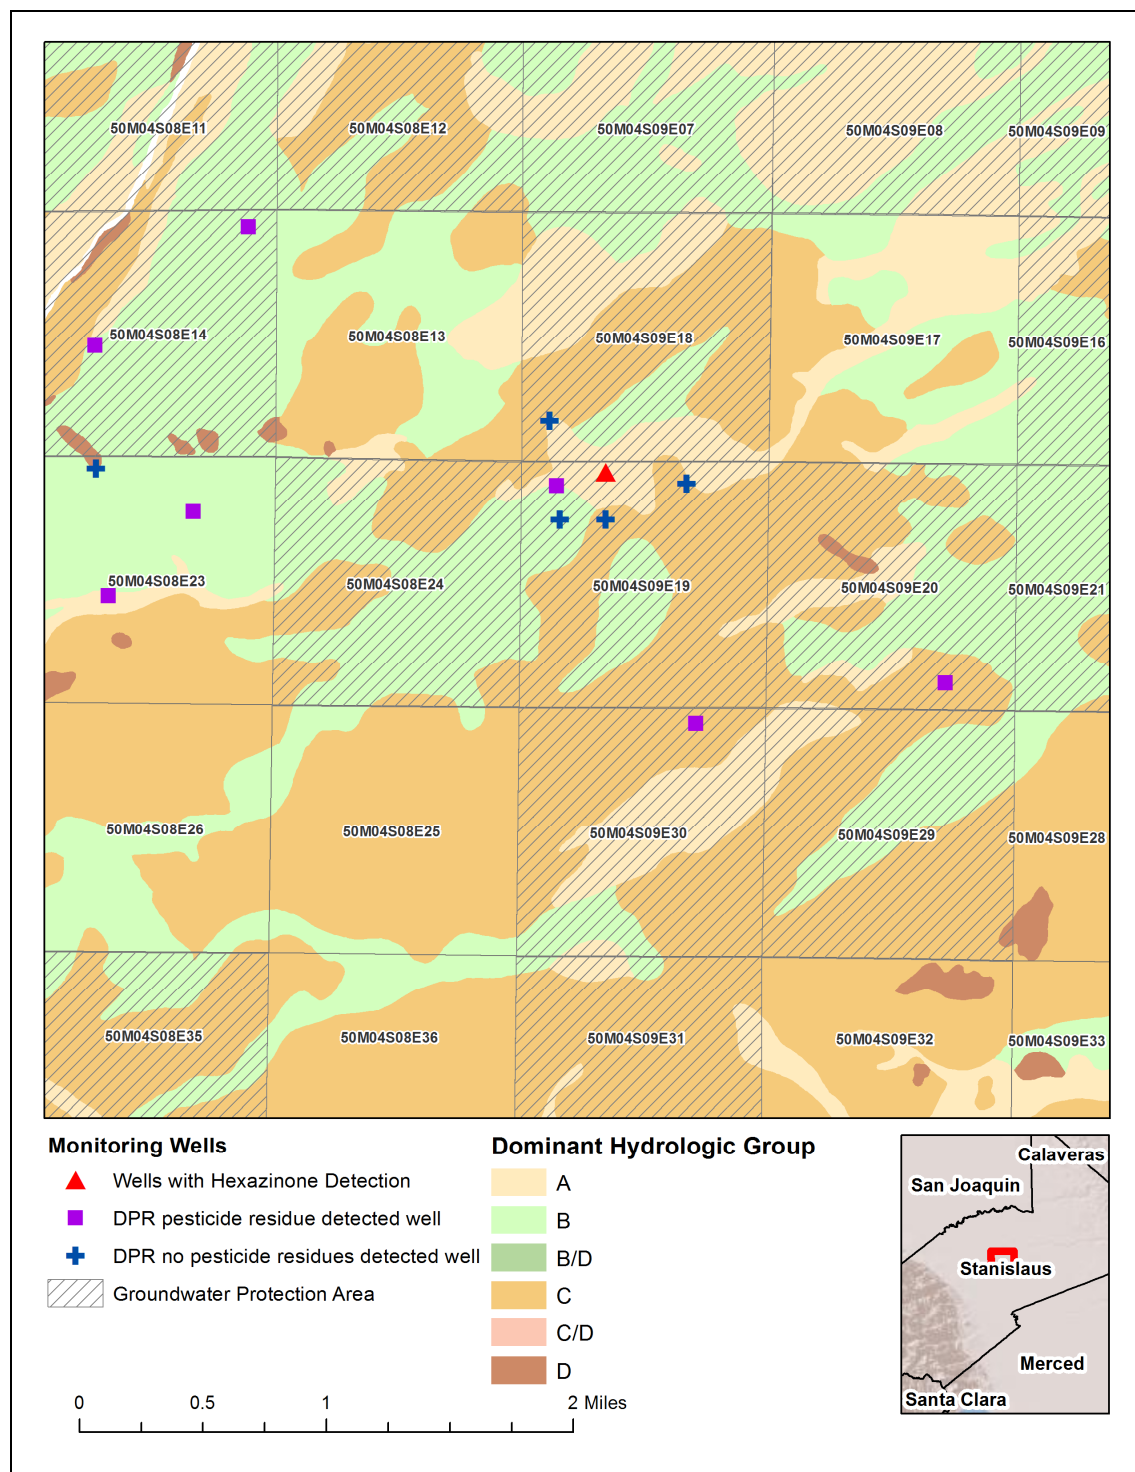 50M04S08E11
50M04S08E12
50M04S09E07
50M04S09E08
50M04S09E09
50M04S08E14
50M04S08E13
50M04S09E18
50M04S09E17
50M04S09E16
50M04S08E23
50M04S08E24
50M04S09E19
50M04S09E20
50M04S09E21
50M04S08E26
50M04S08E25
50M04S09E30
50M04S09E29
50M04S09E28
50M04S08E35
50M04S08E36
50M04S09E31
50M04S09E32
50M04S09E33
Monitoring Wells
Wells with Hexazinone Detection
DPR pesticide residue detected well
DPR no pesticide residues detected well
Groundwater Protection Area
Dominant Hydrologic Group
A
B
B/D
C
C/D
D
0 0.5 1 2 Miles
Calaveras
San Joaquin
Stanislaus
Merced
Santa Clara